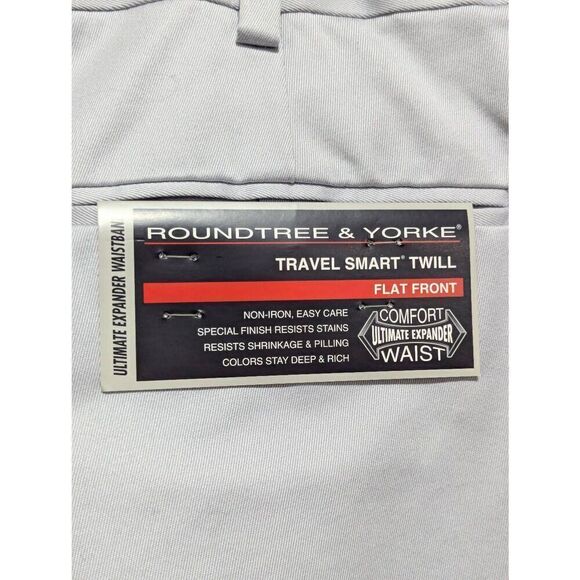 ULTIMATE EXPANDER WAISTBAN
ROUNDTREE & YORKE®
TRAVEL SMART® TWILL
FLAT FRONT
NON-IRON, EASY CARE
SPECIAL FINISH RESISTS STAINS
RESISTS SHRINKAGE & PILLING
COLORS STAY DEEP & RICH
COMFORT
ULTIMATE EXPANDER
WAIST